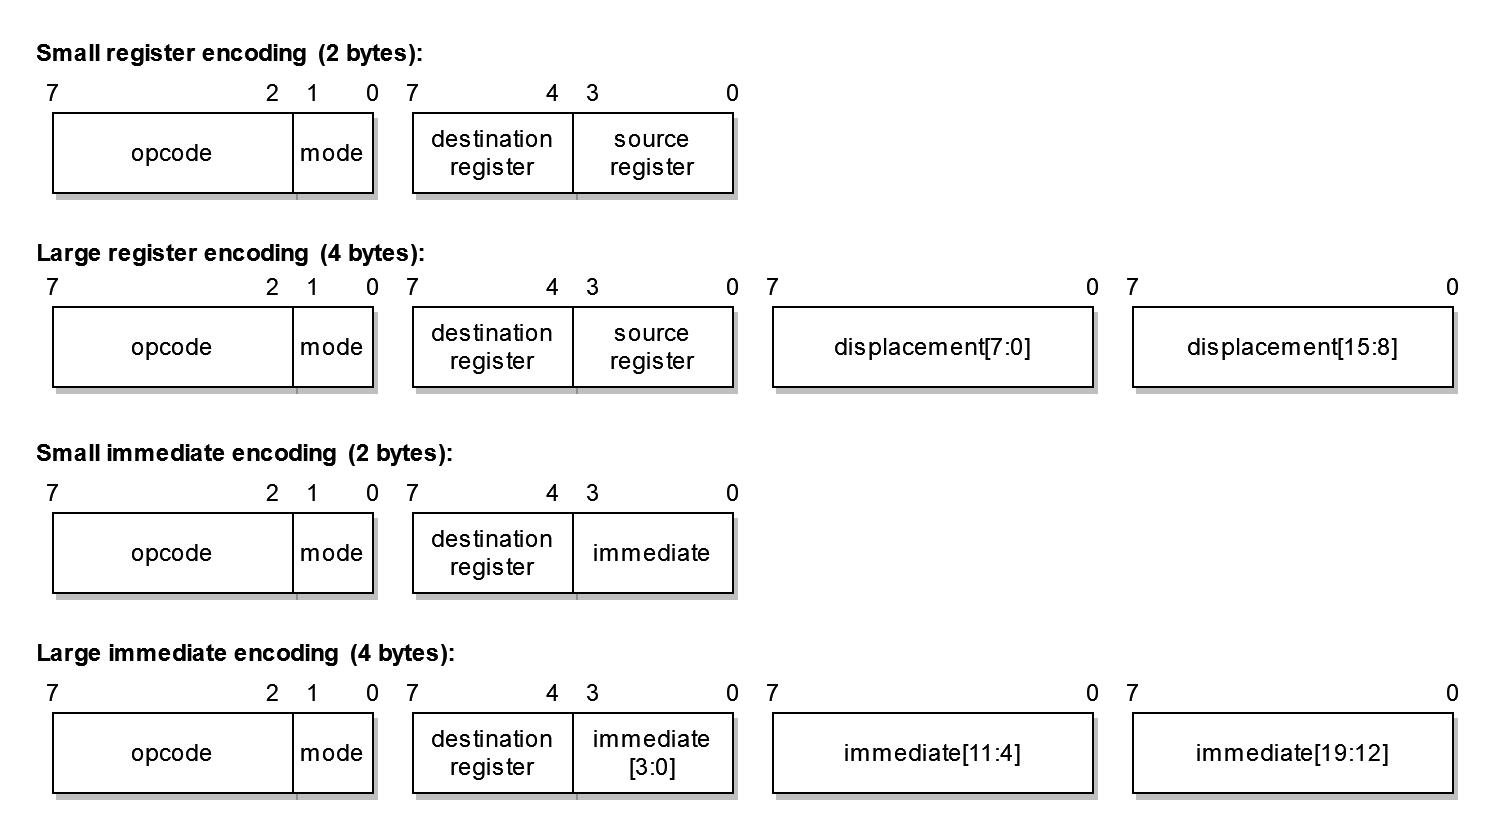 Small register encoding (2 bytes):
7 2 1 0 7 4 3 0
opcode mode destination register source register
Large register encoding (4 bytes):
7 2 1 0 7 4 3 0 7 0 7 0
opcode mode destination register source register displacement[7:0] displacement[15:8]
Small immediate encoding (2 bytes):
7 2 1 0 7 4 3 0
opcode mode destination register immediate
Large immediate encoding (4 bytes):
7 2 1 0 7 4 3 0 7 0 7 0
opcode mode destination register immediate [3:0] immediate[11:4] immediate[19:12]